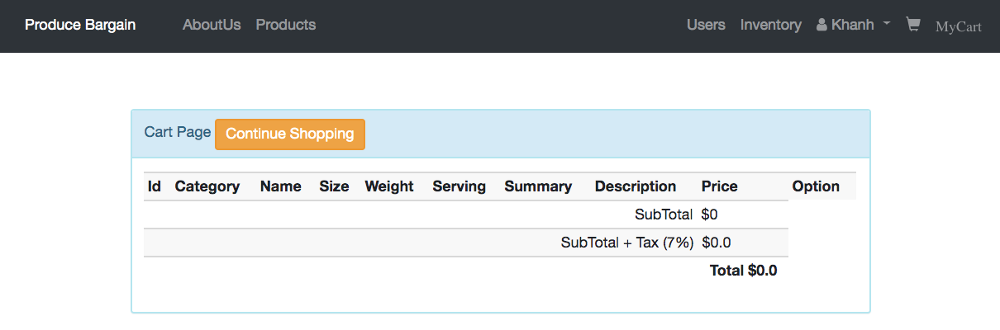 Produce Bargain AboutUs Products Users Inventory Khanh MyCart
Cart Page Continue Shopping
Id Category Name Size Weight Serving Summary Description Price Option
SubTotal $0
SubTotal + Tax (7%) $0.0
Total $0.0